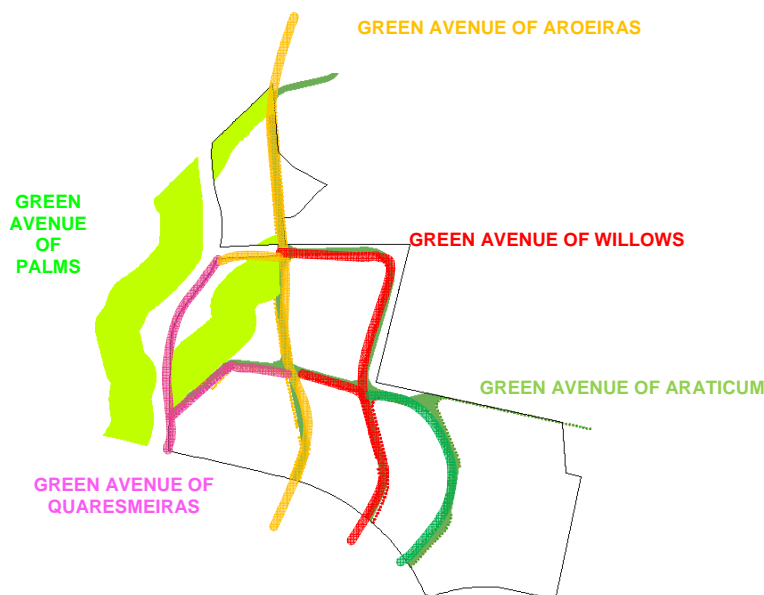 GREEN AVENUE OF AROEIRAS
GREEN
AVENUE
OF
PALMS
GREEN AVENUE OF WILLOWS
GREEN AVENUE OF ARATICUM
GREEN AVENUE OF
QUARESMEIRAS